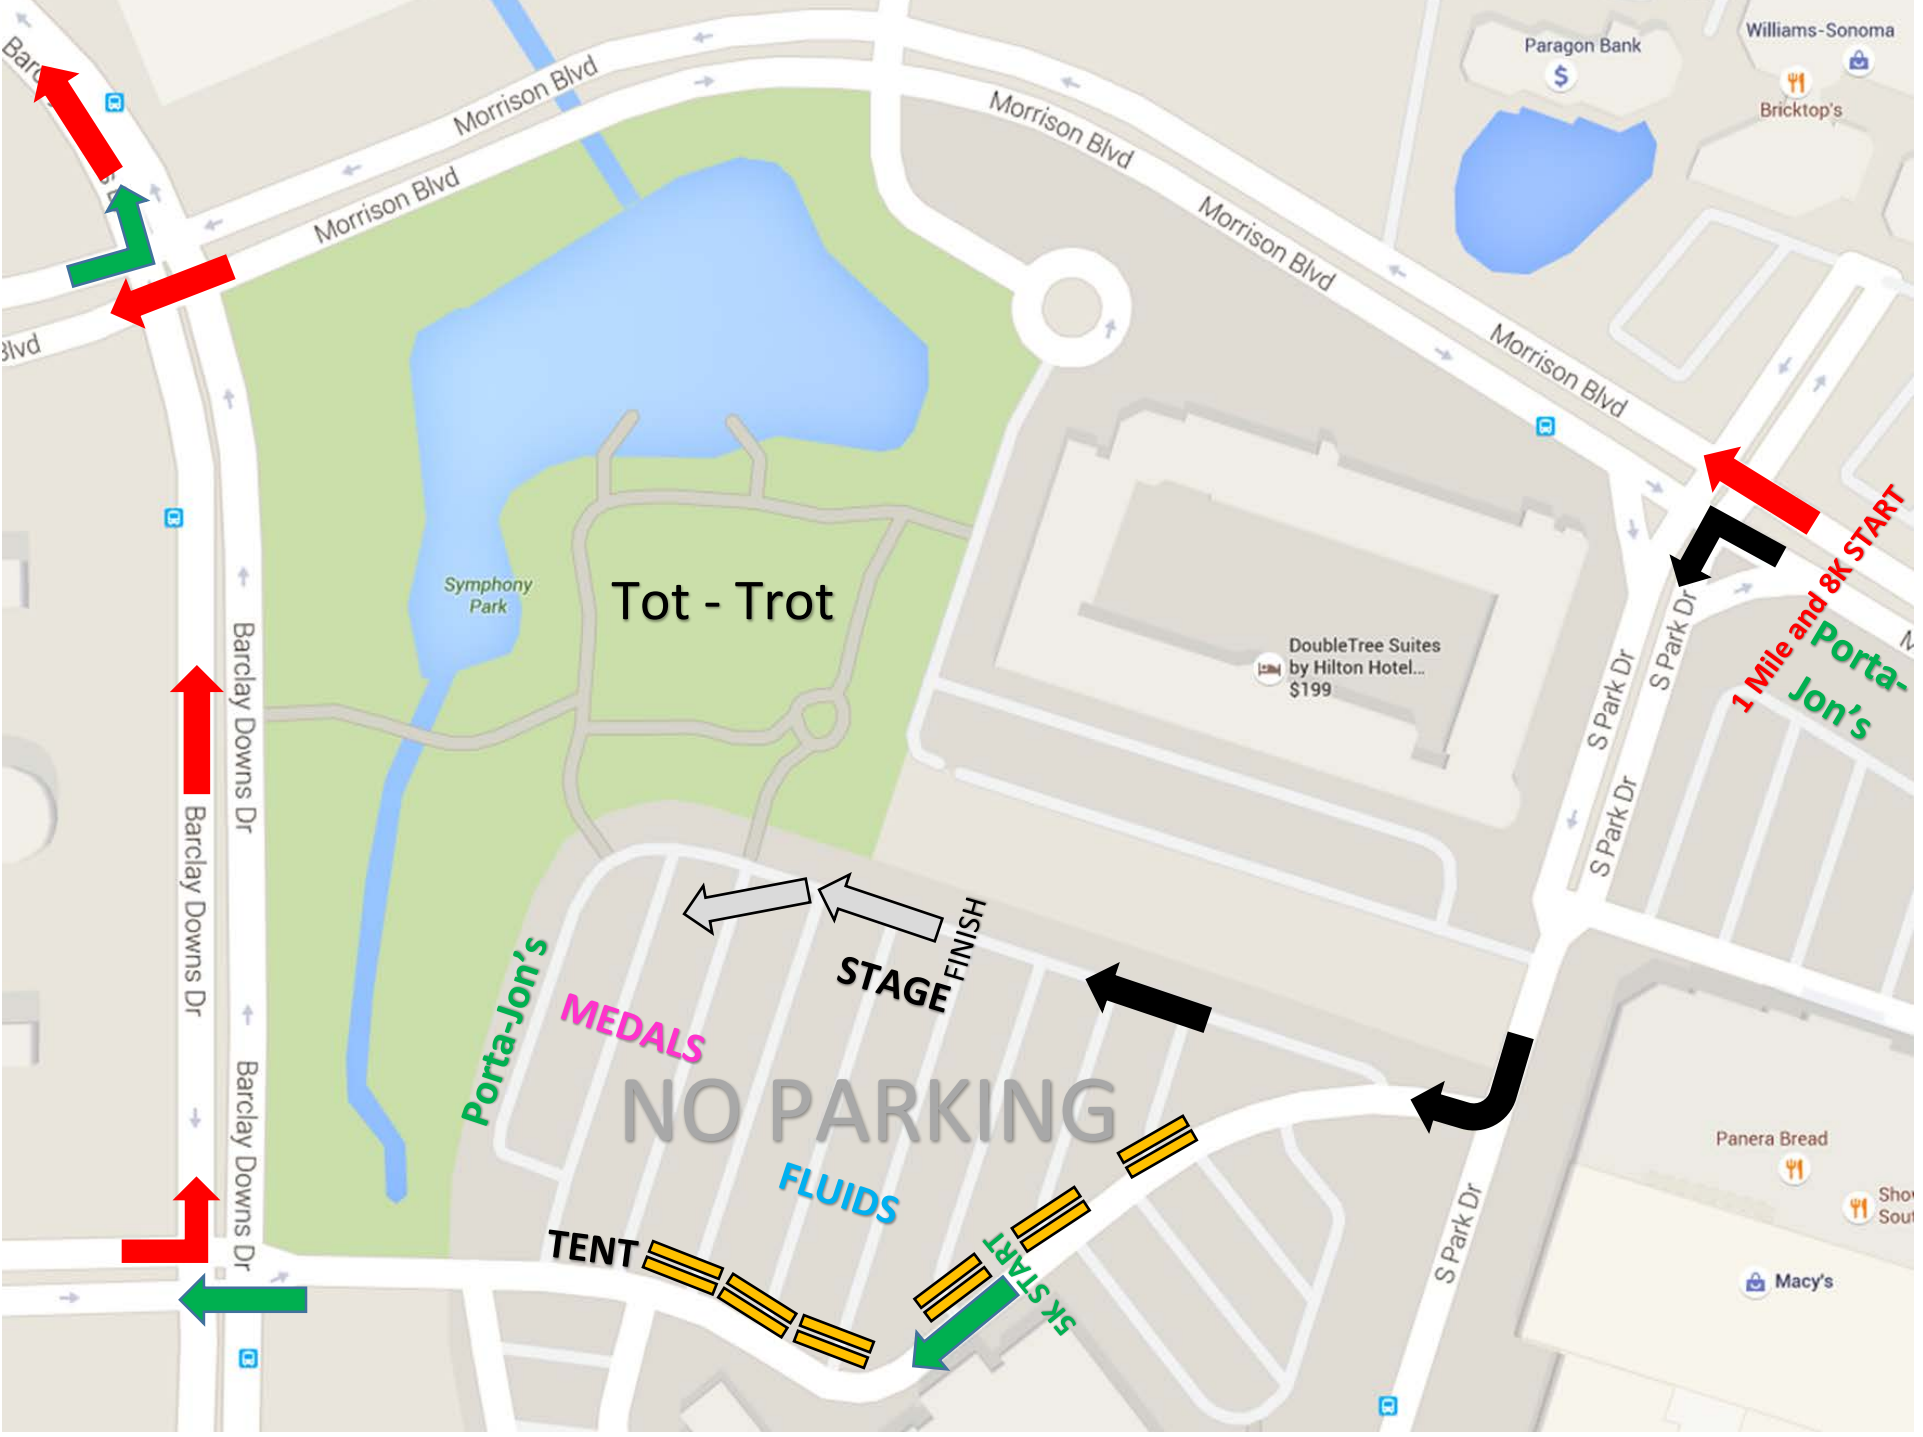 Williams-Sonoma
Paragon Bank
$
Bricktop's
Morrison Blvd
Morrison Blvd
Morrison Blvd
Morrison Blvd
Morrison Blvd
Blvd
Symphony
Park
Tot - Trot
DoubleTree Suites
by Hilton Hotel...
$199
1 Mile and 8K START
Porta-
Jon's
S Park Dr
S Park Dr
S Park Dr
S Park Dr
Barclay Downs Dr
Barclay Downs Dr
Barclay Downs Dr
FINISH
STAGE
Porta-Jon's
MEDALS
NO PARKING
FLUIDS
TENT
5K START
Panera Bread
Macy's